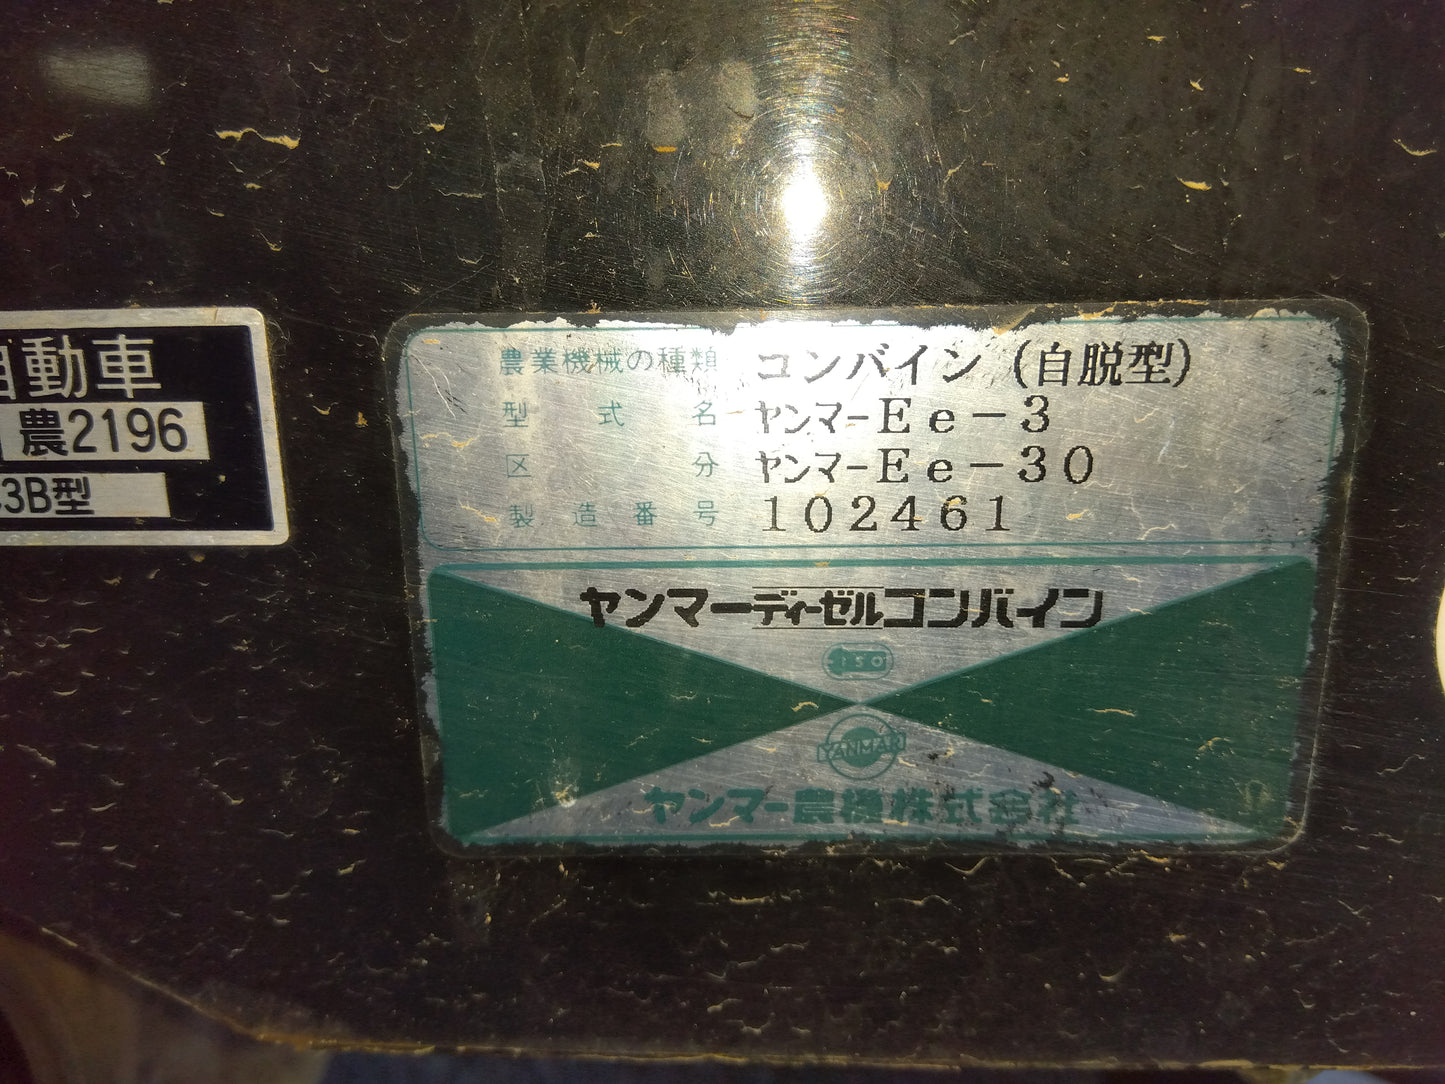 動車
農2196
3B型
農業機械の種類 コンバイン(自脱型)
型式名 ヤンマーEe-3
区分 ヤンマーEe-30
製造番号 102461
ヤンマーディーゼルコンバイン
ISO
YANMAR
ヤンマー農機株式会社